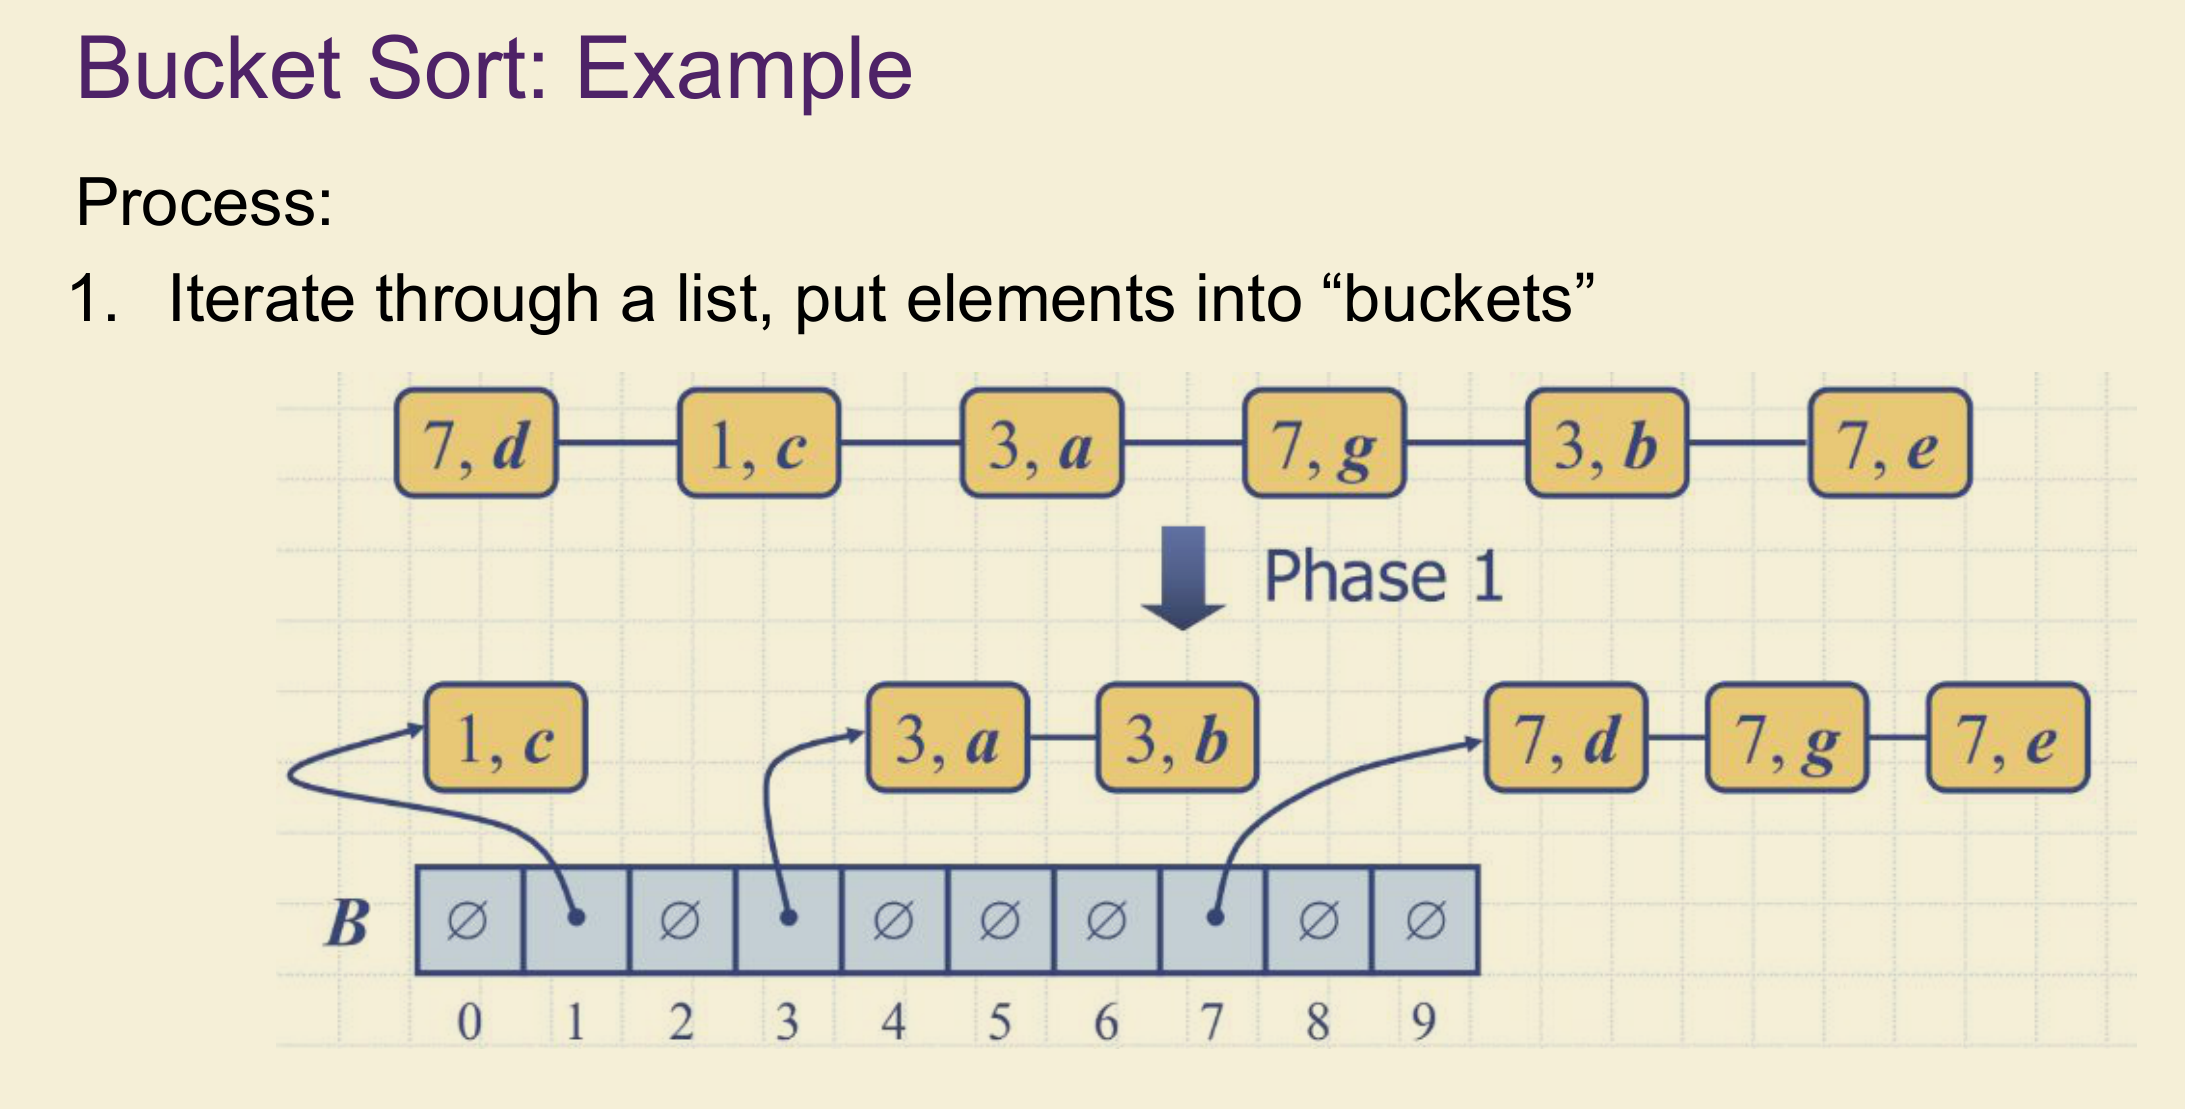 Bucket Sort: Example
Process:
1. Iterate through a list, put elements into “buckets”
7, d 1, c 3, a 7, g 3, b 7, e
Phase 1
1, c 3, a 3, b 7, d 7, g 7, e
B ∅ ∅ ∅ ∅ ∅ ∅ ∅
0 1 2 3 4 5 6 7 8 9